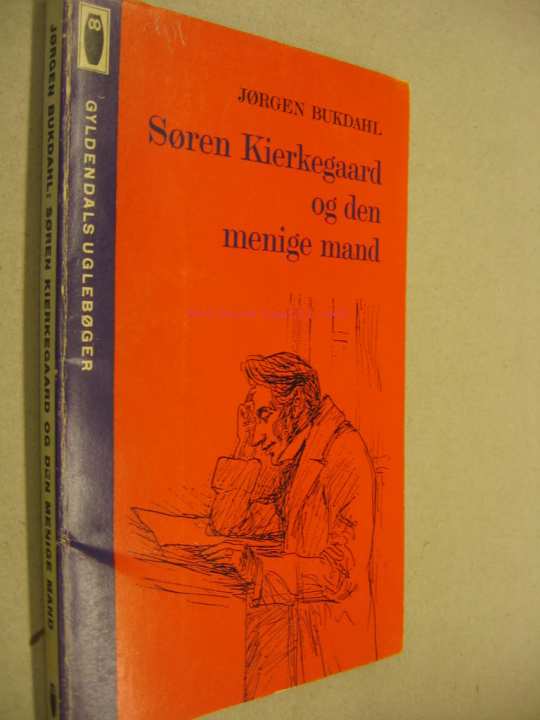 JØRGEN BUKDAHL
Søren Kierkegaard
og den
menige mand
8
GYLDENDALS UGLEBØGER
JØRGEN BUKDAHL: SØREN KIERKEGAARD OG DEN MENIGE MAND